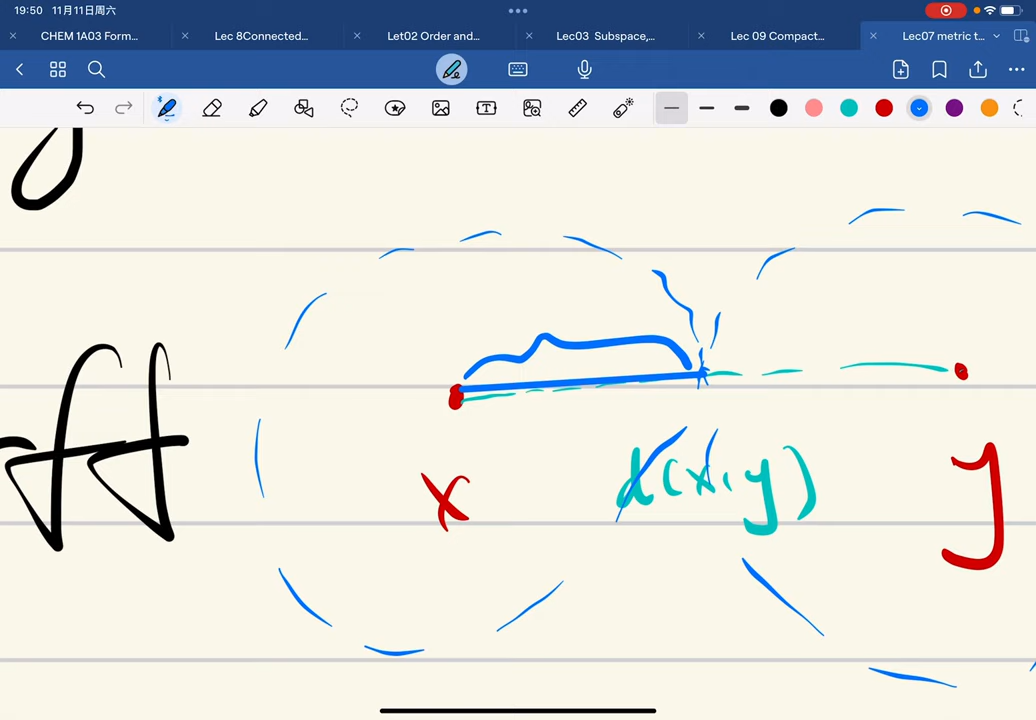 19:50 11月11日周六
CHEM 1A03 Form...
Lec 8Connected...
Let02 Order and...
Lec03 Subspace,...
Lec 09 Compact...
Lec07 metric t...
x
d(x,y)
y